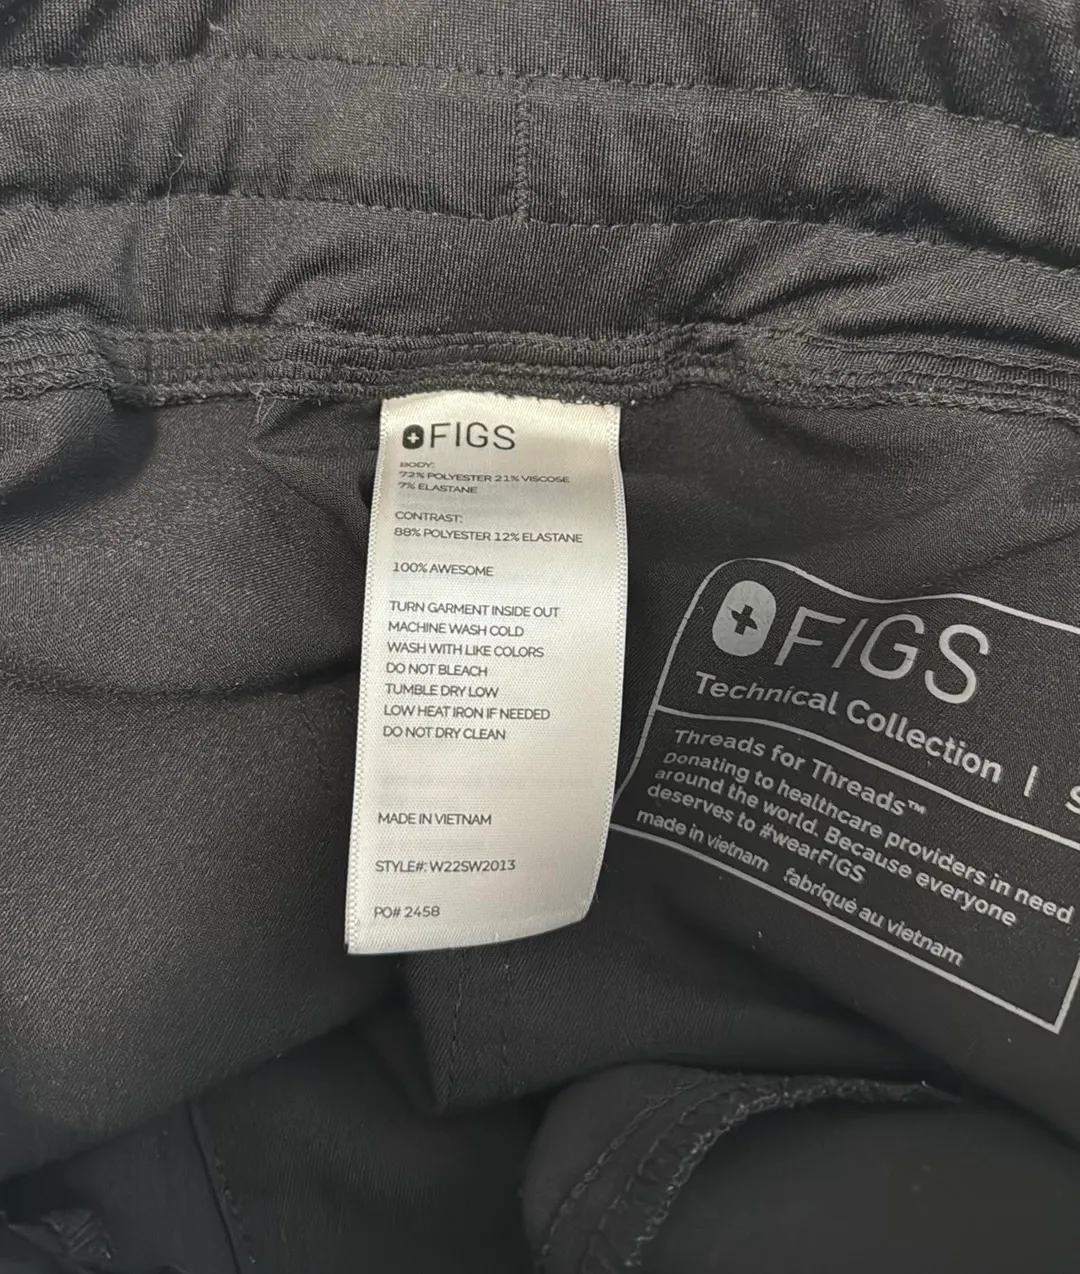 FIGS
BODY:
72% POLYESTER 21% VISCOSE
7% ELASTANE
CONTRAST:
88% POLYESTER 12% ELASTANE
100% AWESOME
TURN GARMENT INSIDE OUT
MACHINE WASH COLD
WASH WITH LIKE COLORS
DO NOT BLEACH
TUMBLE DRY LOW
LOW HEAT IRON IF NEEDED
DO NOT DRY CLEAN
MADE IN VIETNAM
STYLE#: W22SW2013
PO# 2458
FIGS
Technical Collection | S
Threads for Threads™
Donating to healthcare providers in need
around the world. Because everyone
deserves to #wearFIGS
made in vietnam fabriqué au vietnam